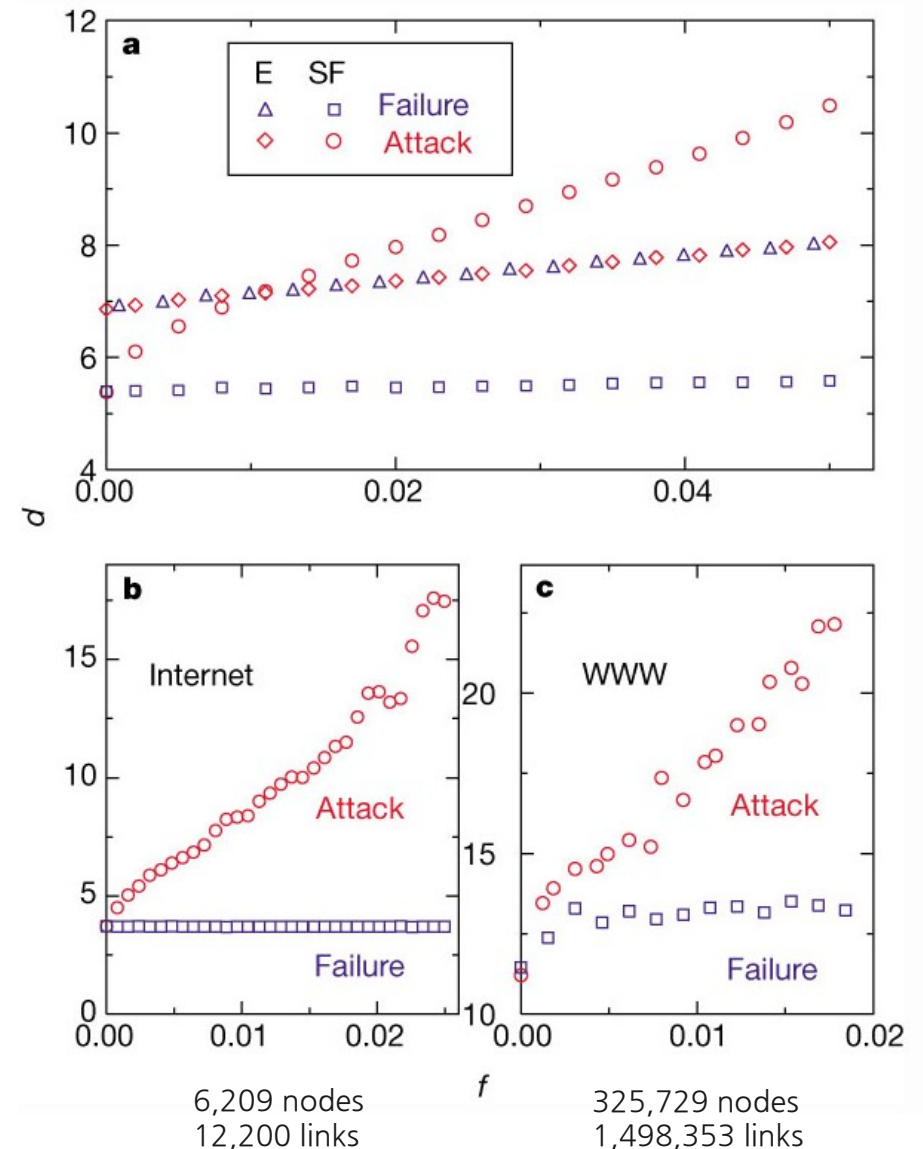 a
E SF
Failure
Attack
12
10
8
6
4
0.00 0.02 0.04
d
b
Internet
Attack
Failure
15
10
5
0
0.00 0.01 0.02
c
WWW
Attack
Failure
20
15
10
0.00 0.01 0.02
f
6,209 nodes
12,200 links
325,729 nodes
1,498,353 links